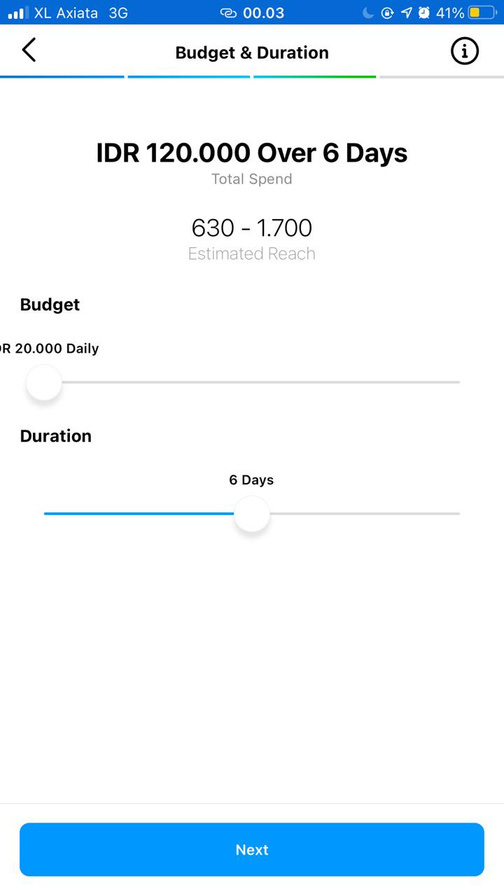 XL Axiata 3G 00.03 41%
Budget & Duration
IDR 120.000 Over 6 Days
Total Spend
630 - 1.700
Estimated Reach
Budget
R 20.000 Daily
Duration
6 Days
Next